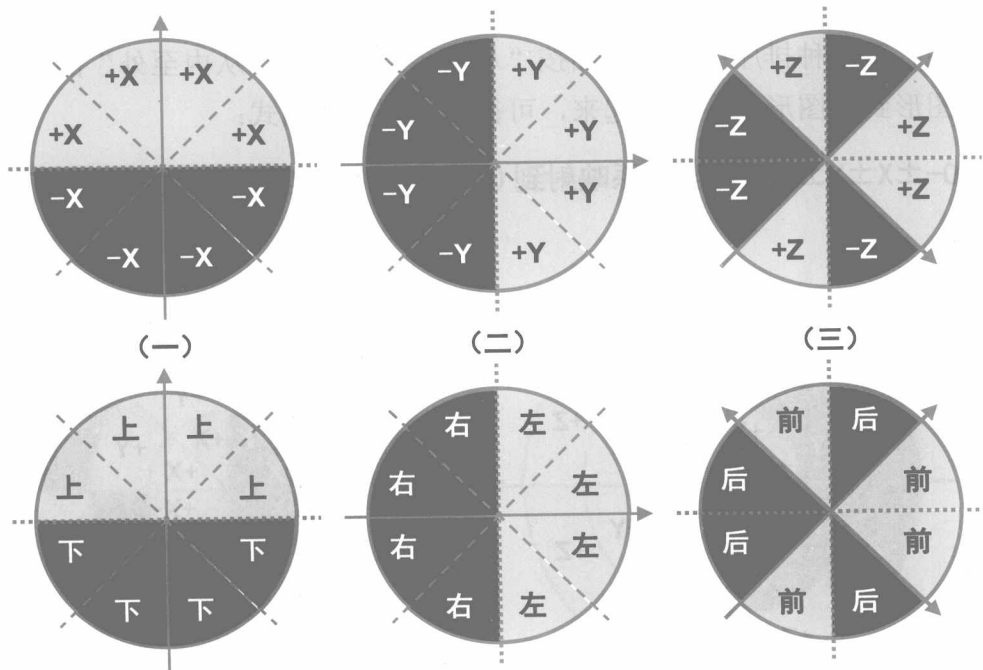 +X +X −Y +Y +Z −Z
+X +X −Y +Y −Z +Z
−X −X −Y +Y −Z +Z
−X −X −Y +Y +Z −Z
（一） （二） （三）
上 上 右 左 前 后
上 上 右 左 后 前
下 下 右 左 后 前
下 下 右 左 前 后